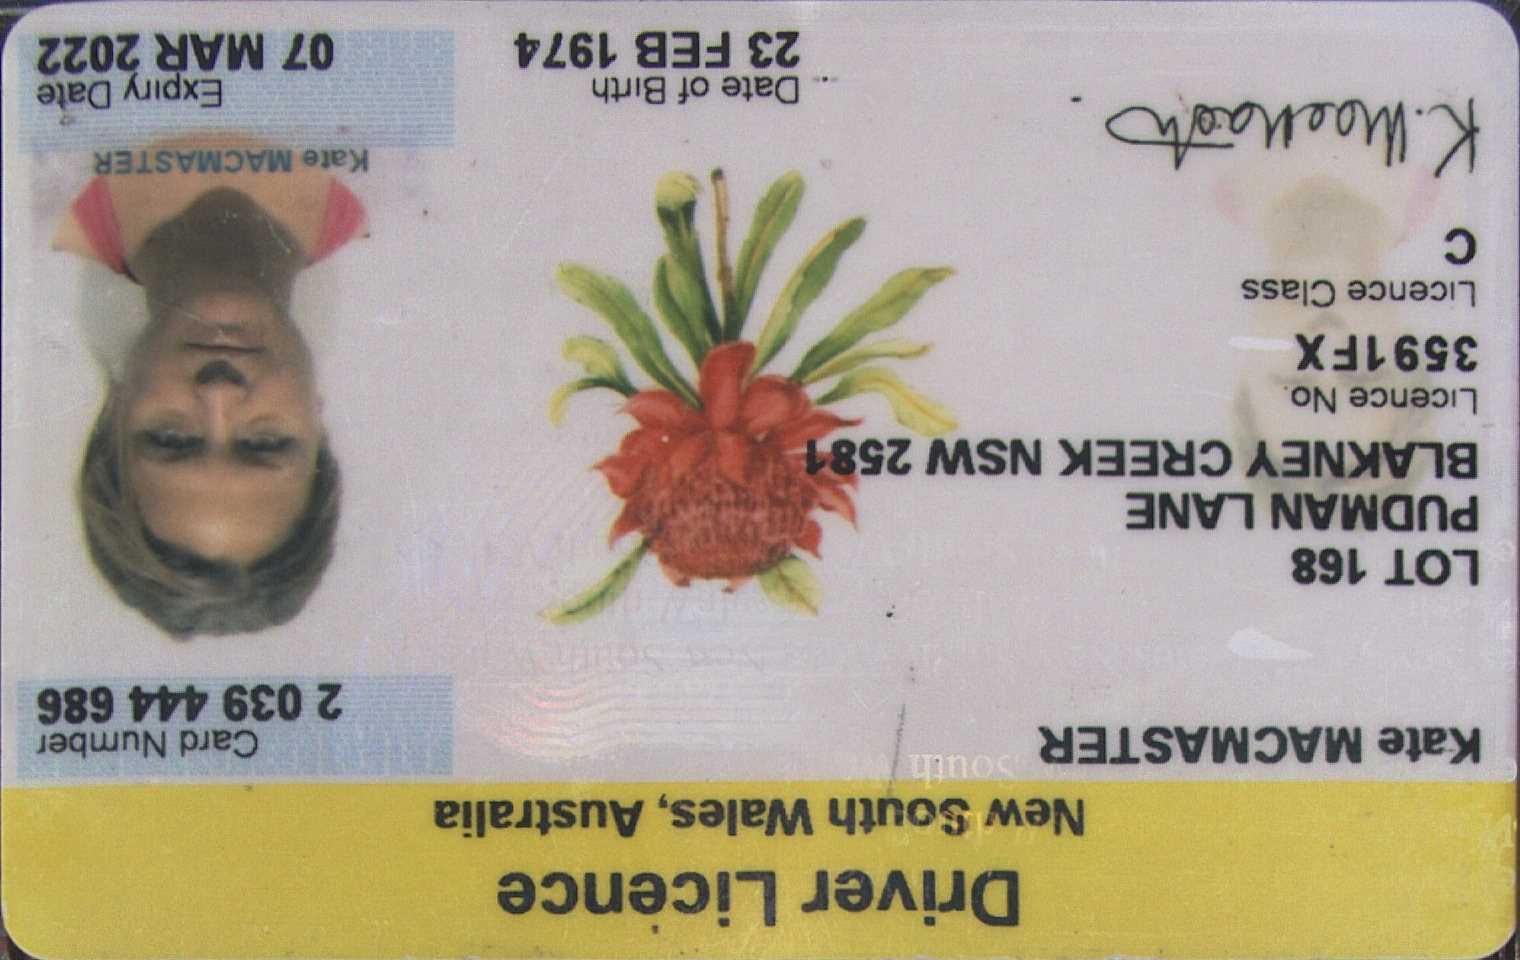 Driver Licence
New South Wales, Australia
Kate MACMASTER
Card Number
2 039 444 686
LOT 168
PUDMAN LANE
BLAKNEY CREEK NSW 2581
Licence No.
3591FX
Licence Class
C
K. MacMaster
Kate MACMASTER
Date of Birth
23 FEB 1974
Expiry Date
07 MAR 2022